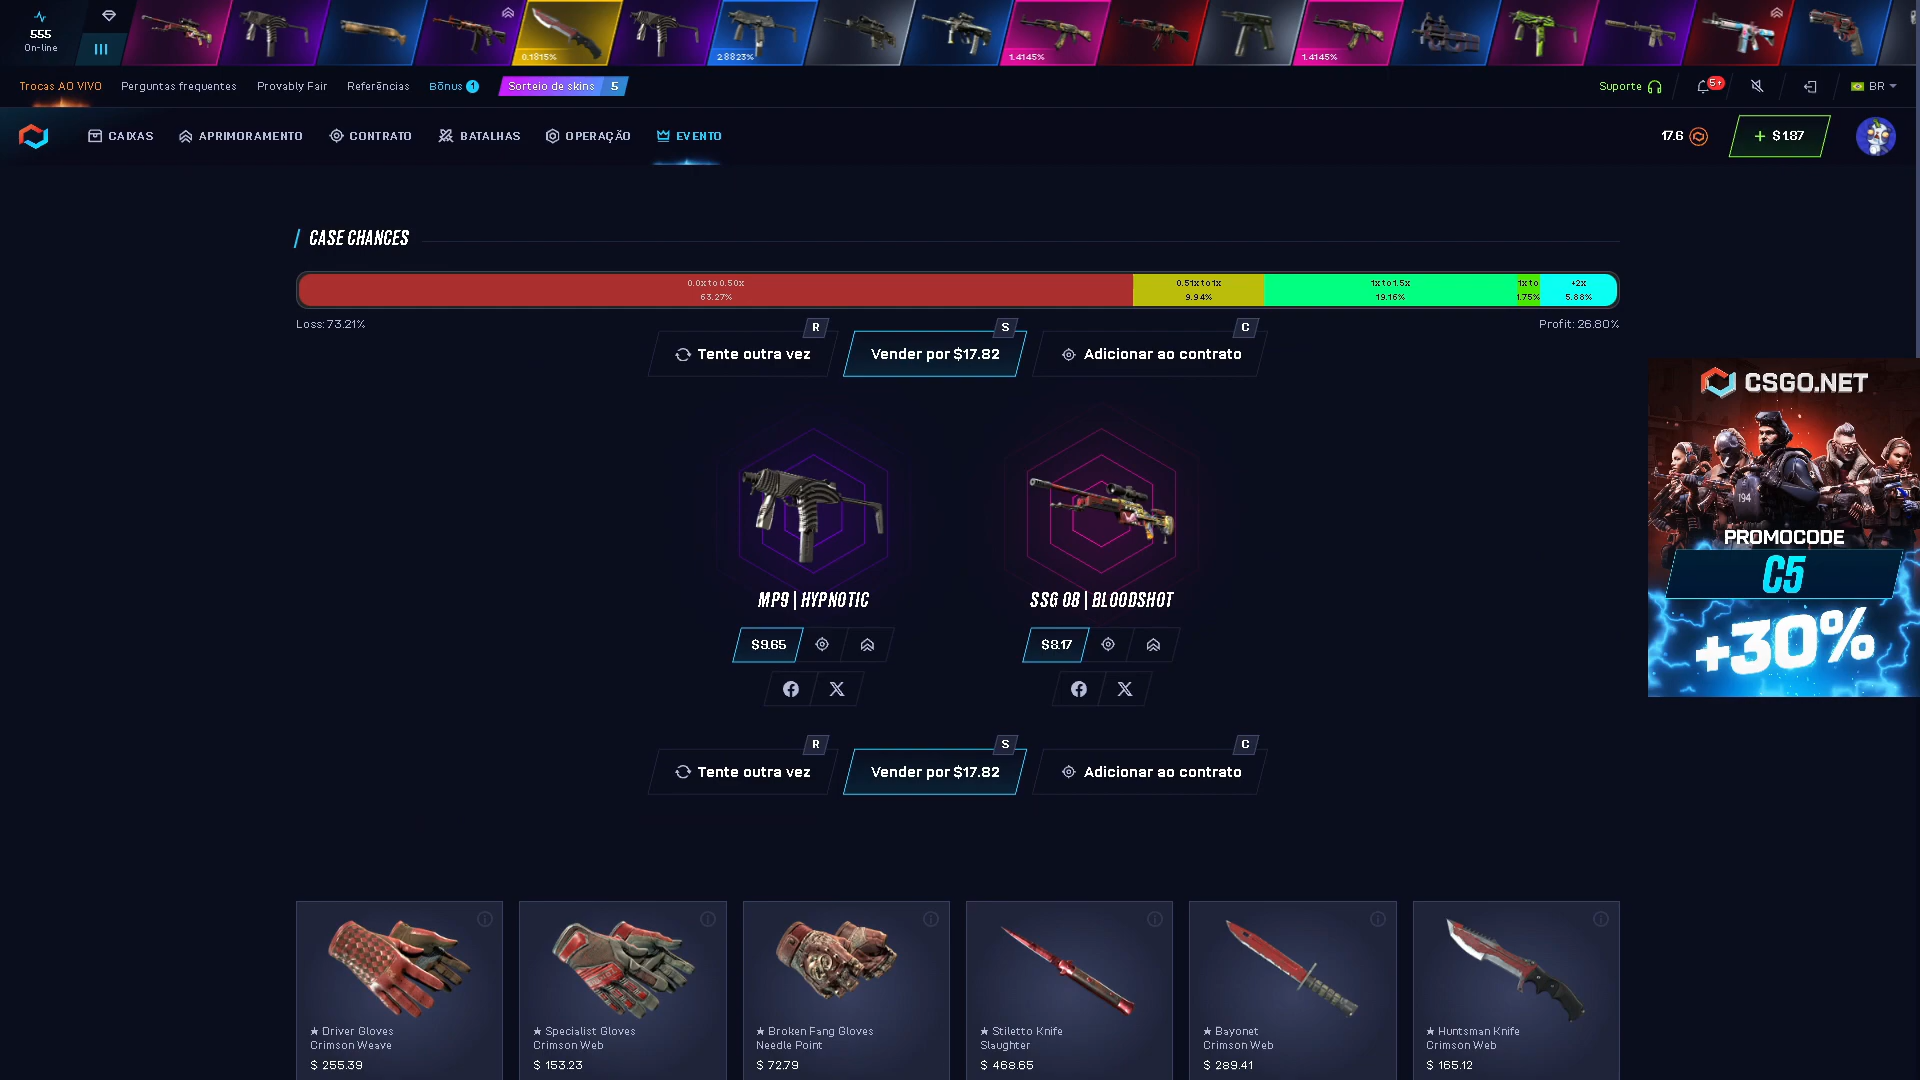 555
On-line
0.1815%
2.8823%
1.4145%
1.4145%
Trocas AO VIVO
Perguntas frequentes
Provably Fair
Referências
Bônus 1
Sorteio de skins 5
Suporte
5+
BR
CAIXAS
APRIMORAMENTO
CONTRATO
BATALHAS
OPERAÇÃO
EVENTO
17.6
+ $ 1.87
CASE CHANCES
0.0x to 0.50x
63.27%
0.51x to 1x
9.94%
1x to 1.5x
19.16%
1x to
1.75%
+2x
5.88%
Loss: 73.21%
Profit: 26.80%
R
Tente outra vez
S
Vender por $17.82
C
Adicionar ao contrato
CSGO.NET
194
PROMOCODE
C5
+30%
MP9 | HYPNOTIC
SSG 08 | BLOODSHOT
$9.65
$8.17
R
Tente outra vez
S
Vender por $17.82
C
Adicionar ao contrato
★ Driver Gloves
Crimson Weave
$ 255.39
★ Specialist Gloves
Crimson Web
$ 153.23
★ Broken Fang Gloves
Needle Point
$ 72.79
★ Stiletto Knife
Slaughter
$ 468.65
★ Bayonet
Crimson Web
$ 289.41
★ Huntsman Knife
Crimson Web
$ 165.12